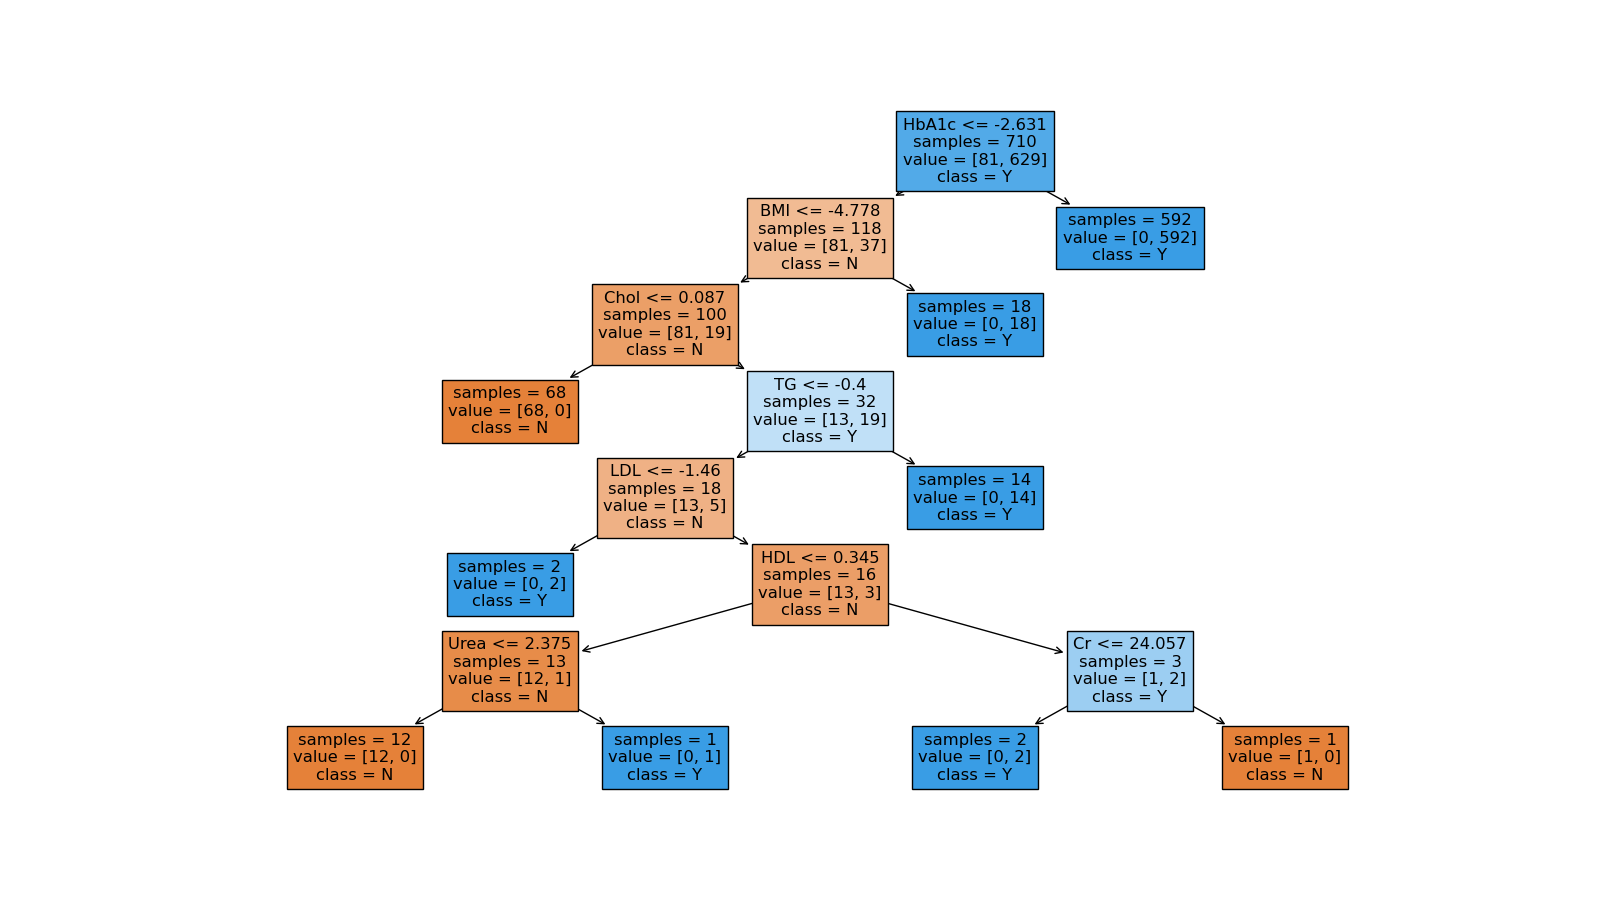 HbA1c <= -2.631
samples = 710
value = [81, 629]
class = Y
BMI <= -4.778
samples = 118
value = [81, 37]
class = N
samples = 592
value = [0, 592]
class = Y
Chol <= 0.087
samples = 100
value = [81, 19]
class = N
samples = 18
value = [0, 18]
class = Y
samples = 68
value = [68, 0]
class = N
TG <= -0.4
samples = 32
value = [13, 19]
class = Y
LDL <= -1.46
samples = 18
value = [13, 5]
class = N
samples = 14
value = [0, 14]
class = Y
samples = 2
value = [0, 2]
class = Y
HDL <= 0.345
samples = 16
value = [13, 3]
class = N
Urea <= 2.375
samples = 13
value = [12, 1]
class = N
Cr <= 24.057
samples = 3
value = [1, 2]
class = Y
samples = 12
value = [12, 0]
class = N
samples = 1
value = [0, 1]
class = Y
samples = 2
value = [0, 2]
class = Y
samples = 1
value = [1, 0]
class = N